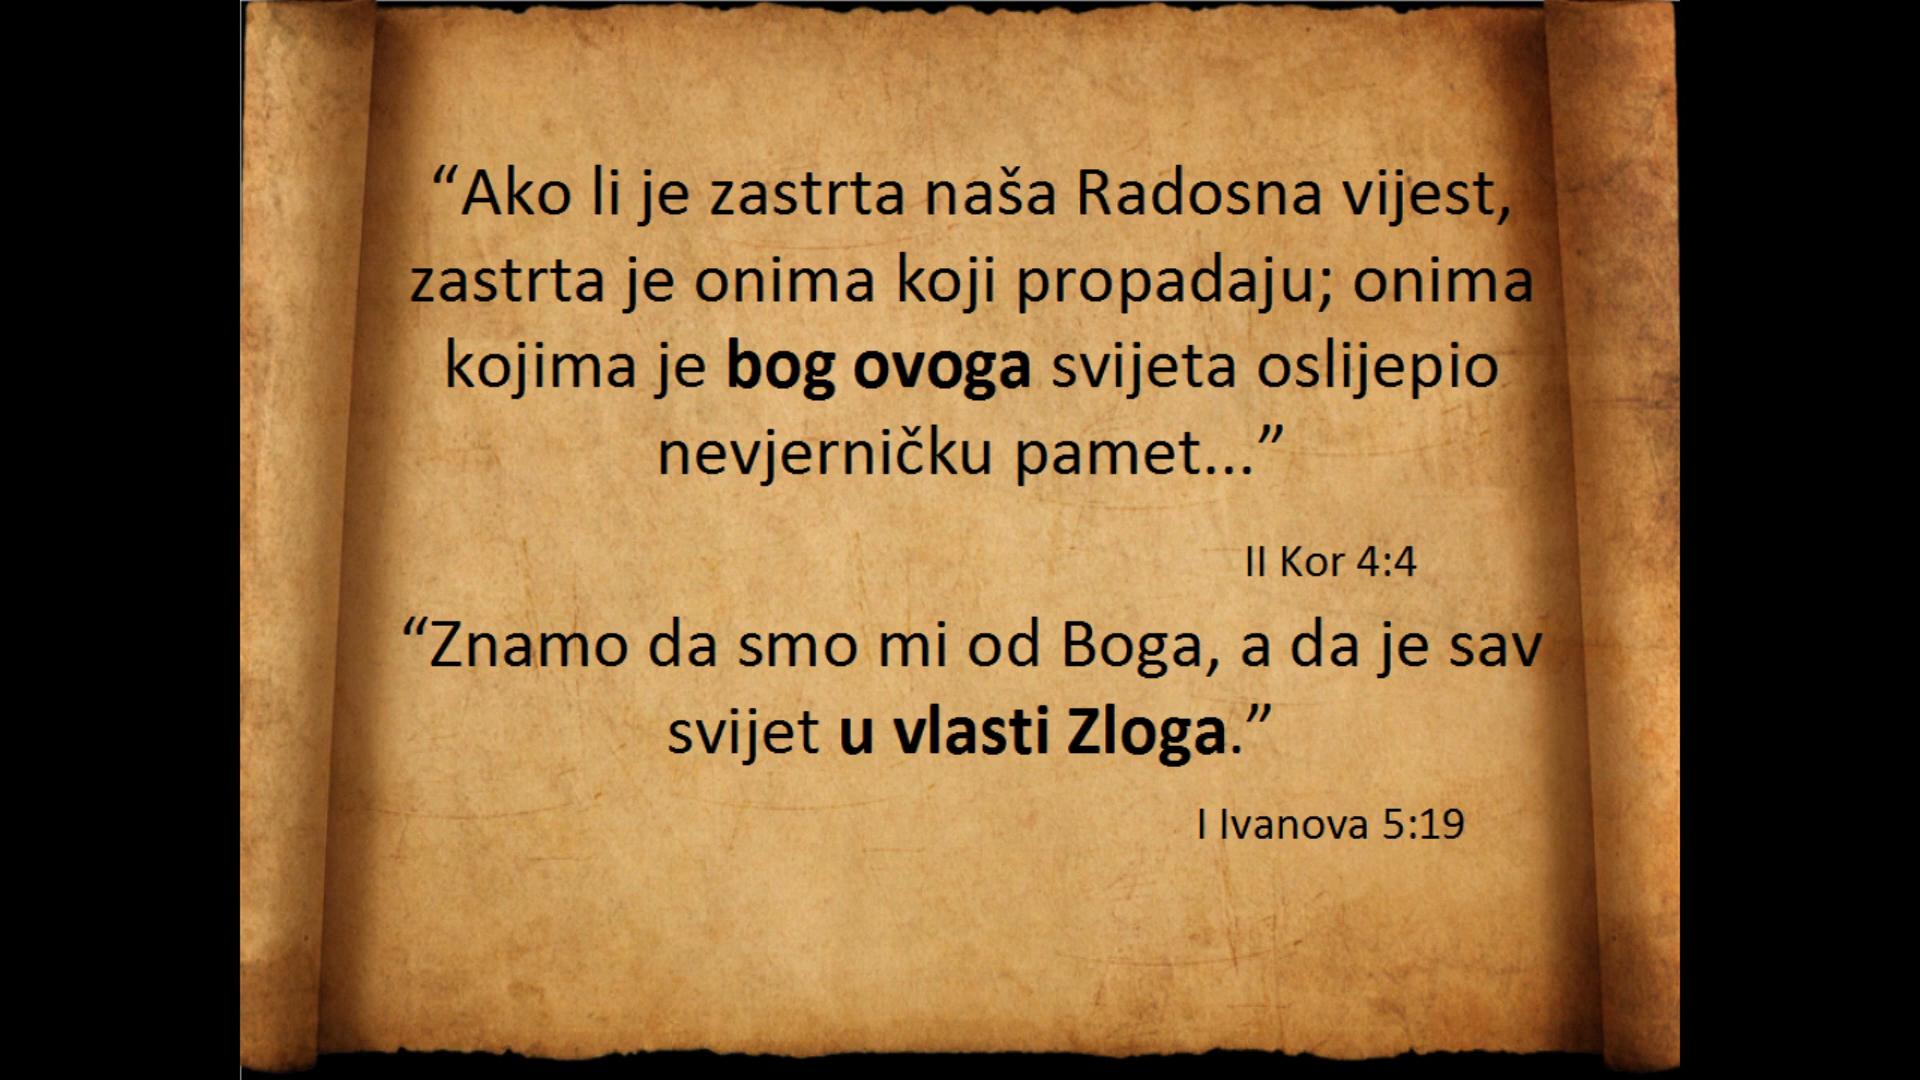 “Ako li je zastrta naša Radosna vijest,
zastrta je onima koji propadaju; onima
kojima je bog ovoga svijeta oslijepio
nevjerničku pamet...”
II Kor 4:4
“Znamo da smo mi od Boga, a da je sav
svijet u vlasti Zloga.”
I Ivanova 5:19